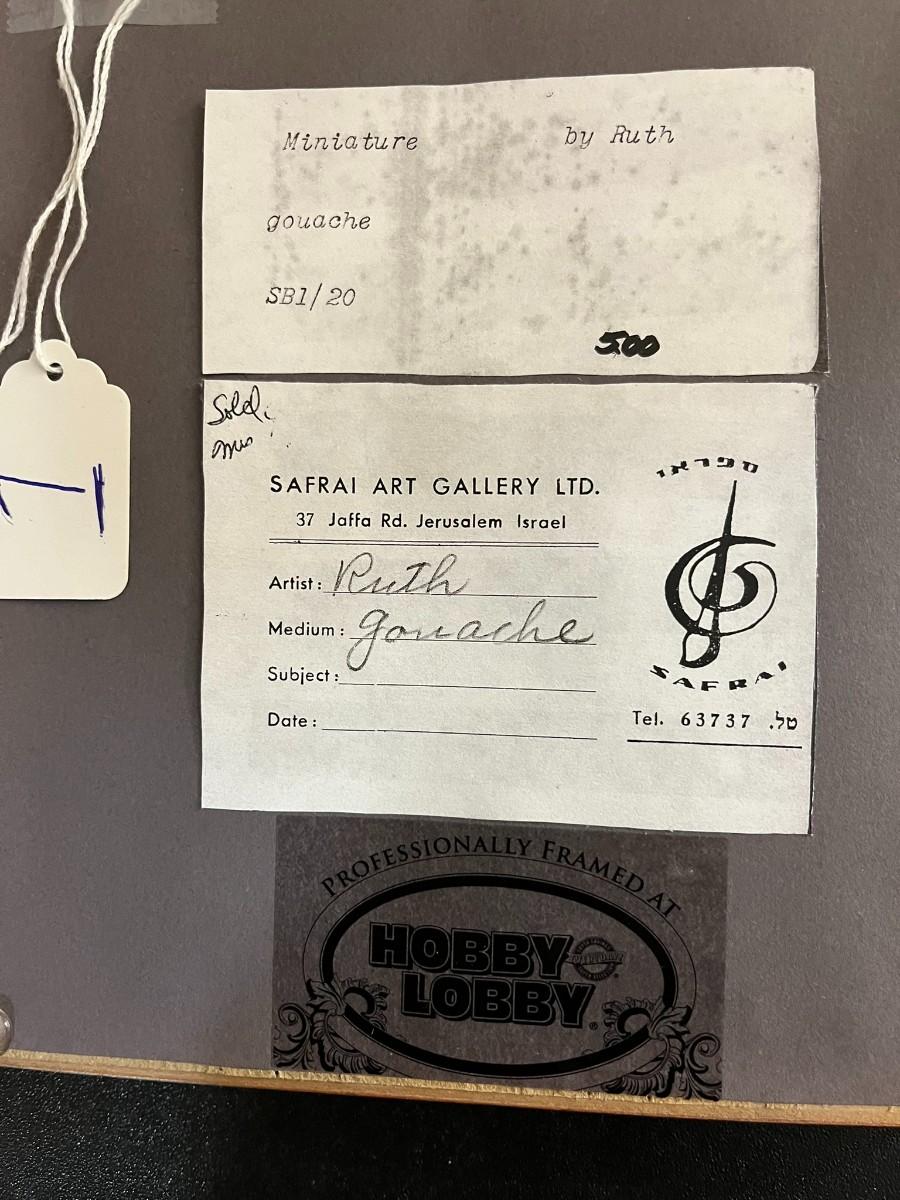 Miniature by Ruth
gouache
SB1/20
500
Sold.
SAFRAI ART GALLERY LTD.
37 Jaffa Rd. Jerusalem Israel
Artist: Ruth
Medium: gouache
Subject:
Date:
ספראי
SAFRAI
Tel. 63737 טל.
PROFESSIONALLY FRAMED AT
HOBBY
LOBBY